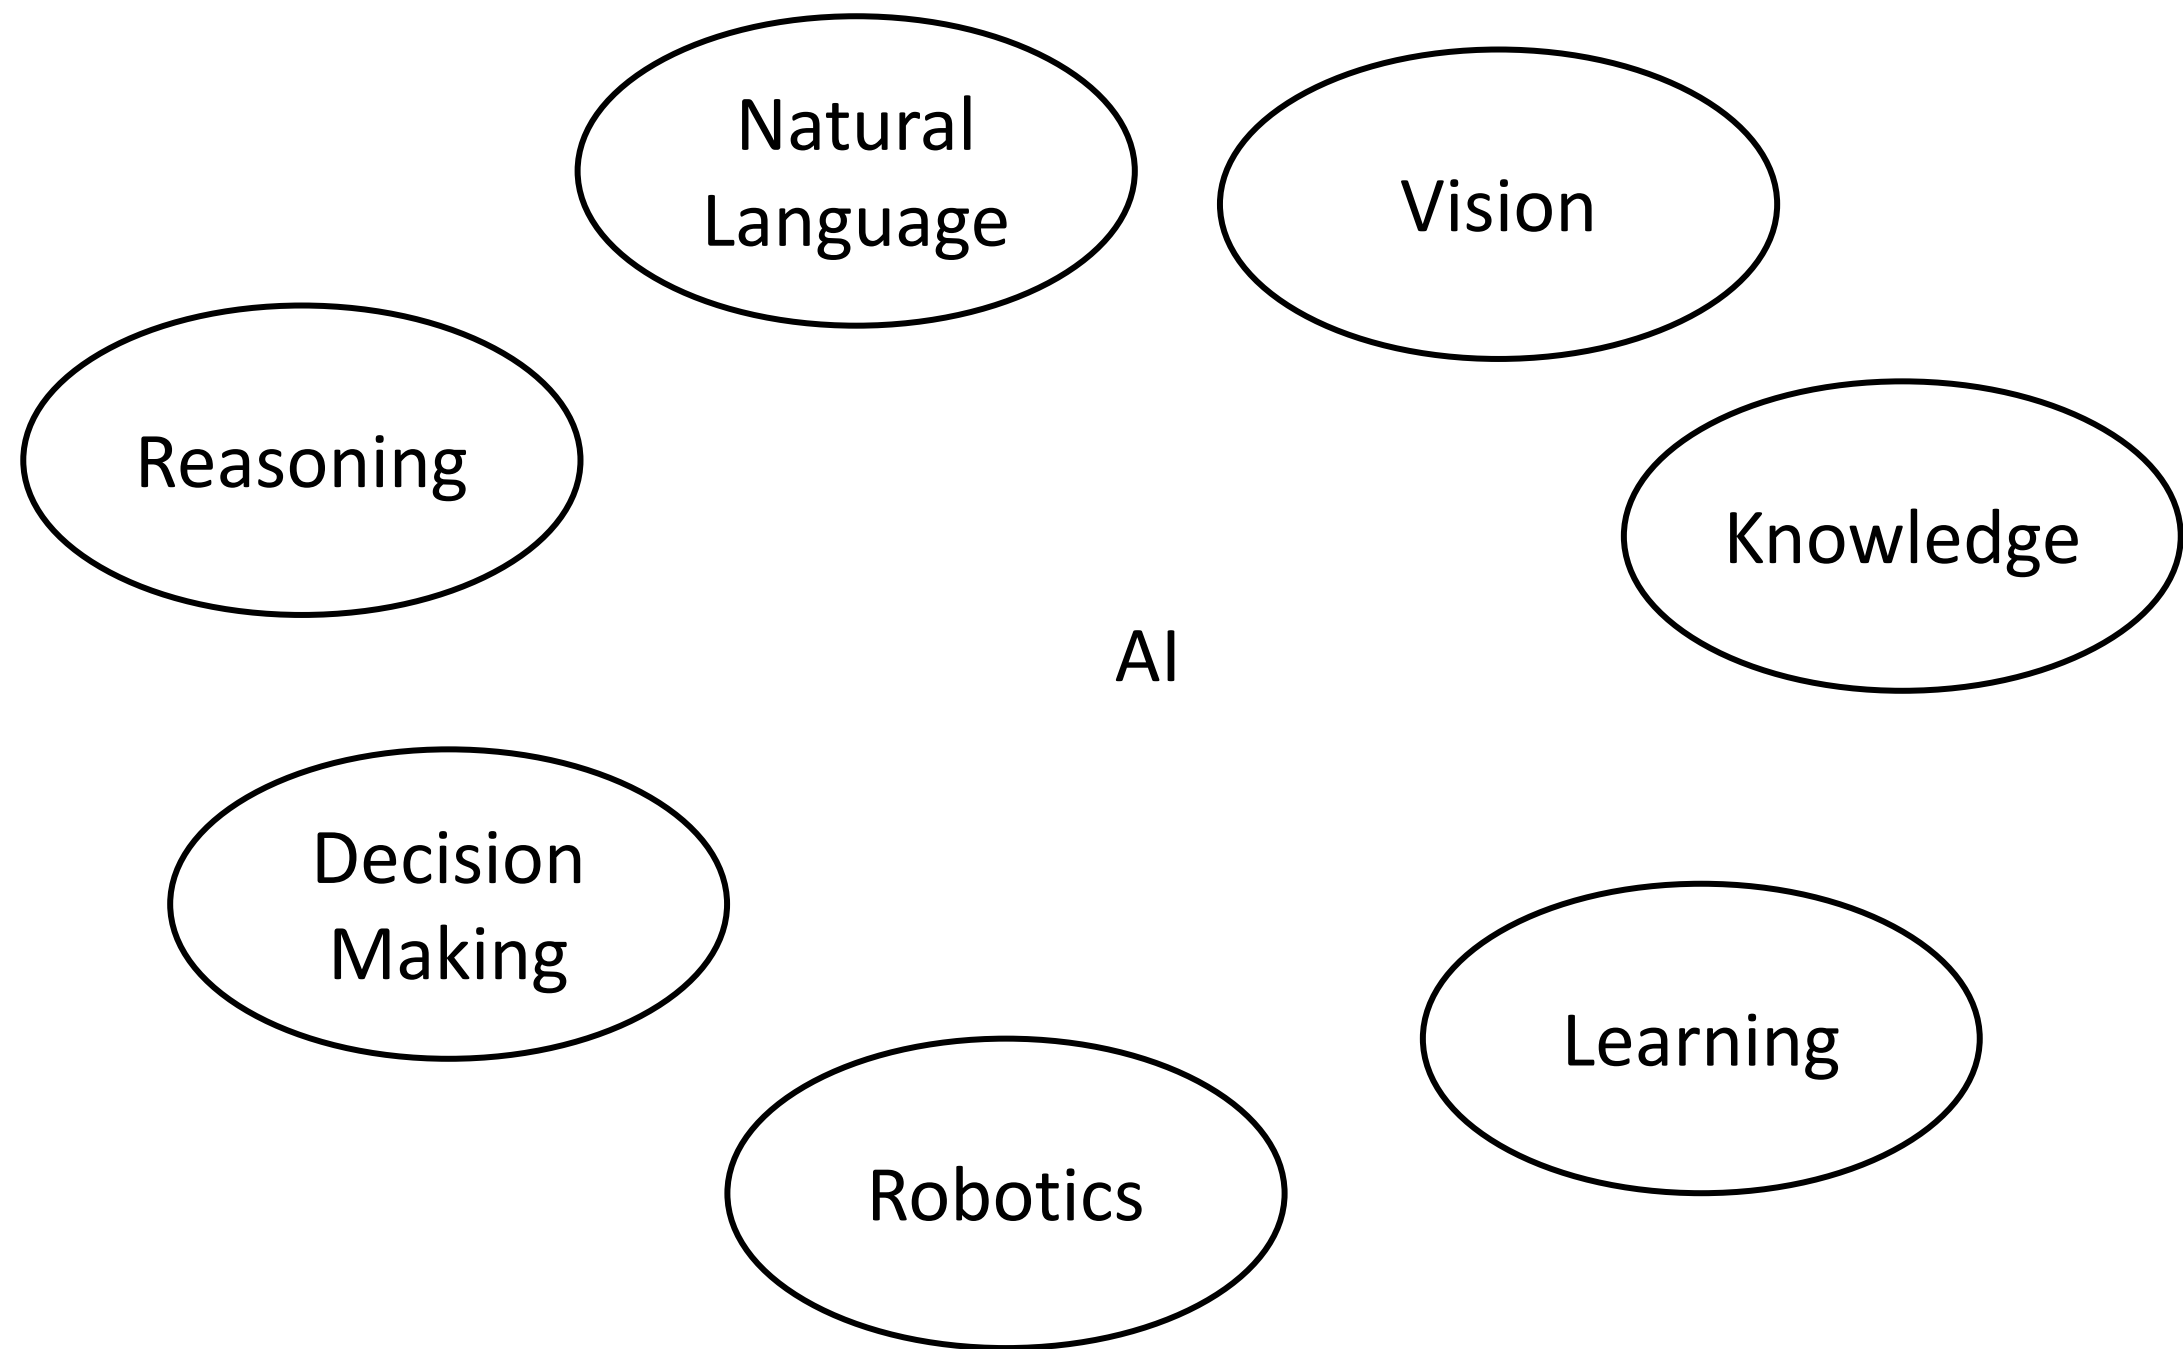 Natural
Language
Vision
Reasoning
Knowledge
AI
Decision
Making
Learning
Robotics